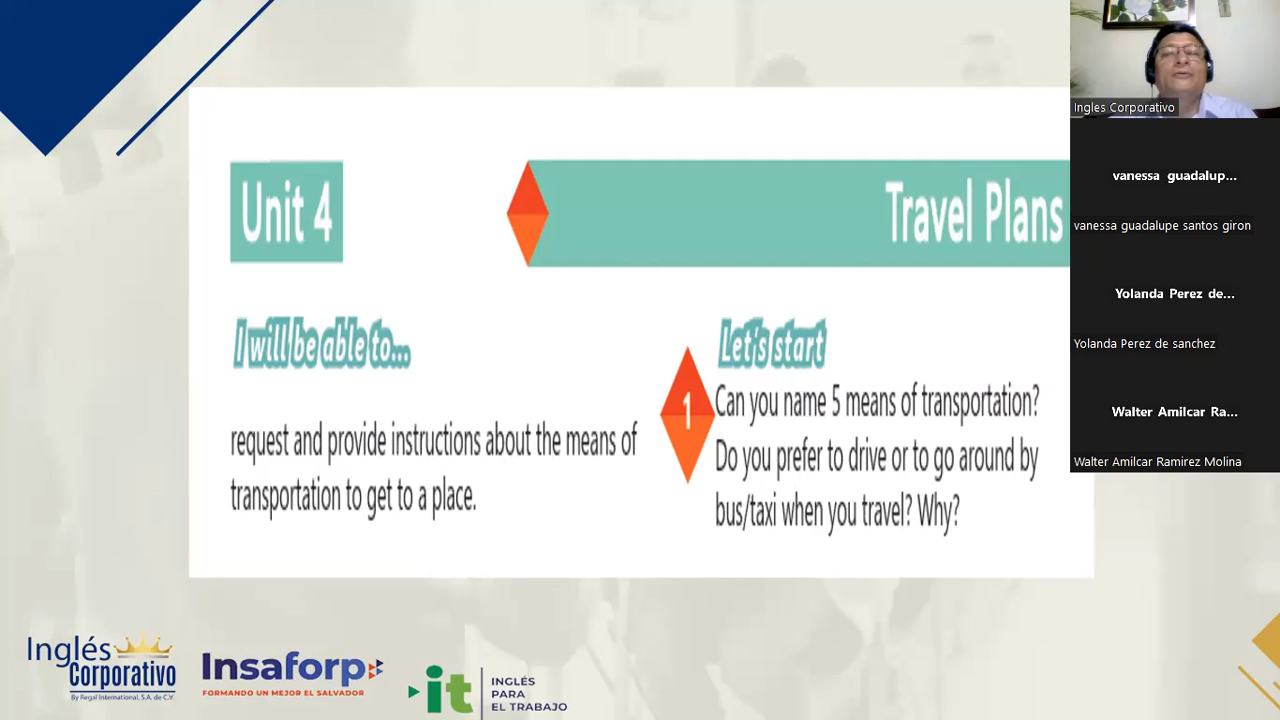 Unit 4
Travel Plans
I will be able to...
request and provide instructions about the means of
transportation to get to a place.
Let's start
1
Can you name 5 means of transportation?
Do you prefer to drive or to go around by
bus/taxi when you travel? Why?
Ingles Corporativo
vanessa guadalup...
vanessa guadalupe santos giron
Yolanda Perez de...
Yolanda Perez de sanchez
Walter Amilcar Ra...
Walter Amilcar Ramirez Molina
Inglés
Corporativo
By Regal International, S.A. de C.V
Insaforp
FORMANDO UN MEJOR EL SALVADOR
it
INGLÉS
PARA
EL TRABAJO